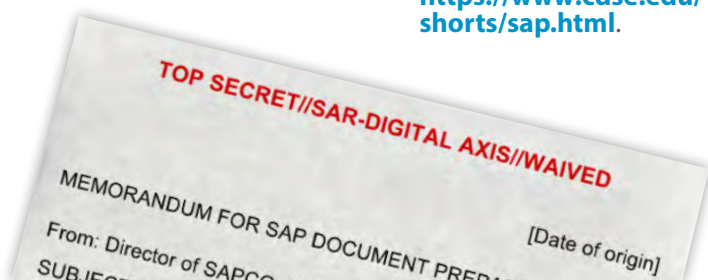 https://www.cdse.edu/
shorts/sap.html.
TOP SECRET//SAR-DIGITAL AXIS//WAIVED
[Date of origin]
MEMORANDUM FOR SAP DOCUMENT
From: Director of SAPCO